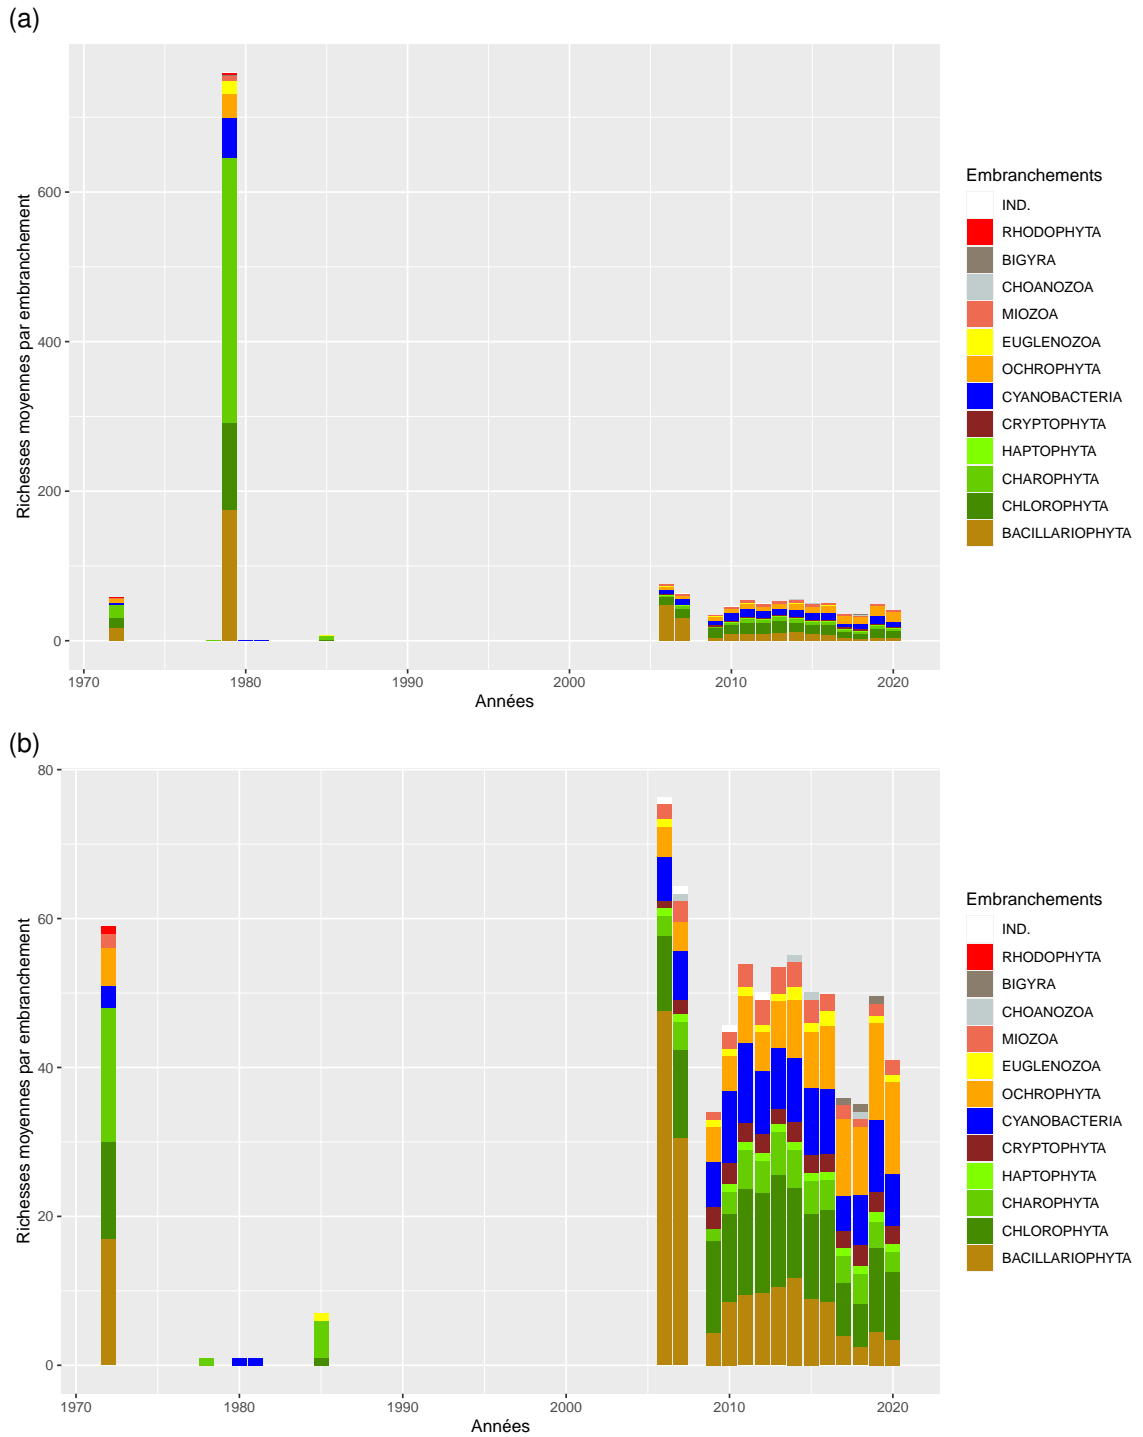 (a)
Richesses moyennes par embranchement
600
400
200
0
1970 1980 1990 2000 2010 2020
Années
Embranchements
IND.
RHODOPHYTA
BIGYRA
CHOANOZOA
MIOZOA
EUGLENOZOA
OCHROPHYTA
CYANOBACTERIA
CRYPTOPHYTA
HAPTOPHYTA
CHAROPHYTA
CHLOROPHYTA
BACILLARIOPHYTA
(b)
Richesses moyennes par embranchement
80
60
40
20
0
1970 1980 1990 2000 2010 2020
Années
Embranchements
IND.
RHODOPHYTA
BIGYRA
CHOANOZOA
MIOZOA
EUGLENOZOA
OCHROPHYTA
CYANOBACTERIA
CRYPTOPHYTA
HAPTOPHYTA
CHAROPHYTA
CHLOROPHYTA
BACILLARIOPHYTA